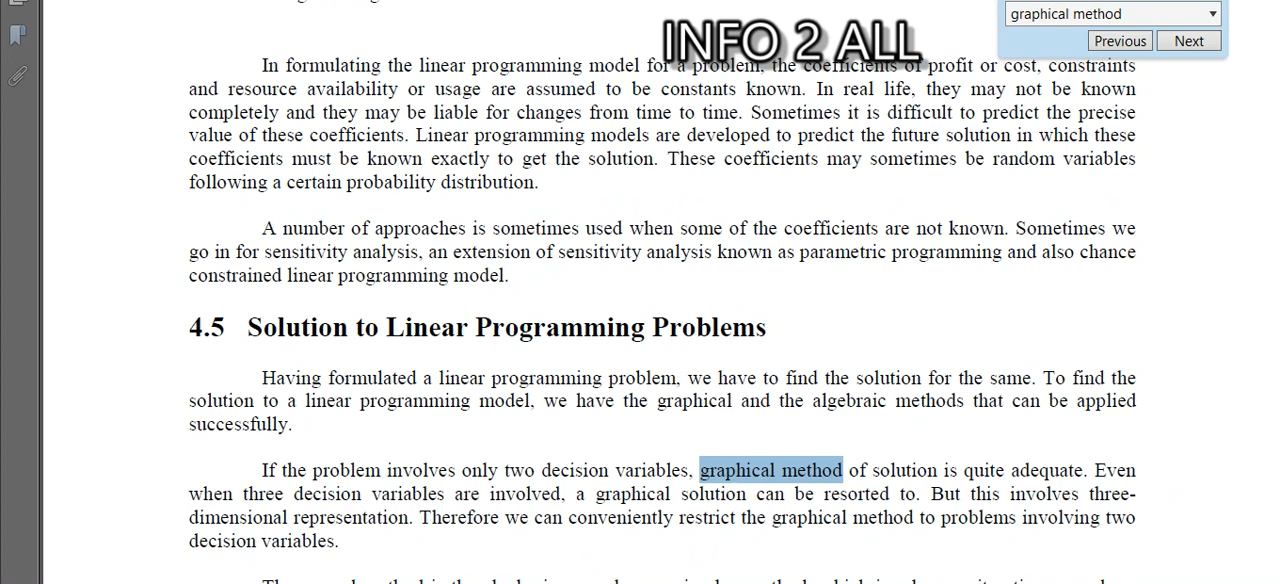 graphical method
Previous Next
INFO 2 ALL
In formulating the linear programming model for a problem, the coefficients of profit or cost, constraints
and resource availability or usage are assumed to be constants known. In real life, they may not be known
completely and they may be liable for changes from time to time. Sometimes it is difficult to predict the precise
value of these coefficients. Linear programming models are developed to predict the future solution in which these
coefficients must be known exactly to get the solution. These coefficients may sometimes be random variables
following a certain probability distribution.
A number of approaches is sometimes used when some of the coefficients are not known. Sometimes we
go in for sensitivity analysis, an extension of sensitivity analysis known as parametric programming and also chance
constrained linear programming model.
4.5 Solution to Linear Programming Problems
Having formulated a linear programming problem, we have to find the solution for the same. To find the
solution to a linear programming model, we have the graphical and the algebraic methods that can be applied
successfully.
If the problem involves only two decision variables, graphical method of solution is quite adequate. Even
when three decision variables are involved, a graphical solution can be resorted to. But this involves three-
dimensional representation. Therefore we can conveniently restrict the graphical method to problems involving two
decision variables.